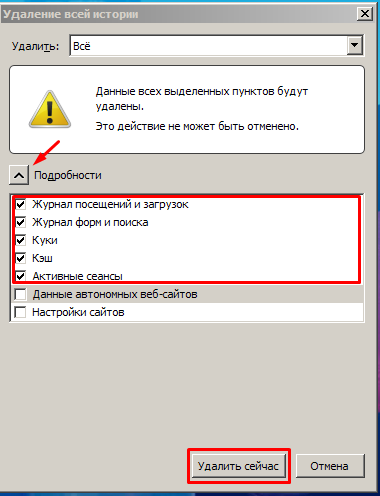 Удаление всей истории
Удалить: Всё
Данные всех выделенных пунктов будут
удалены.
Это действие не может быть отменено.
Подробности
Журнал посещений и загрузок
Журнал форм и поиска
Куки
Кэш
Активные сеансы
Данные автономных веб-сайтов
Настройки сайтов
Удалить сейчас Отмена